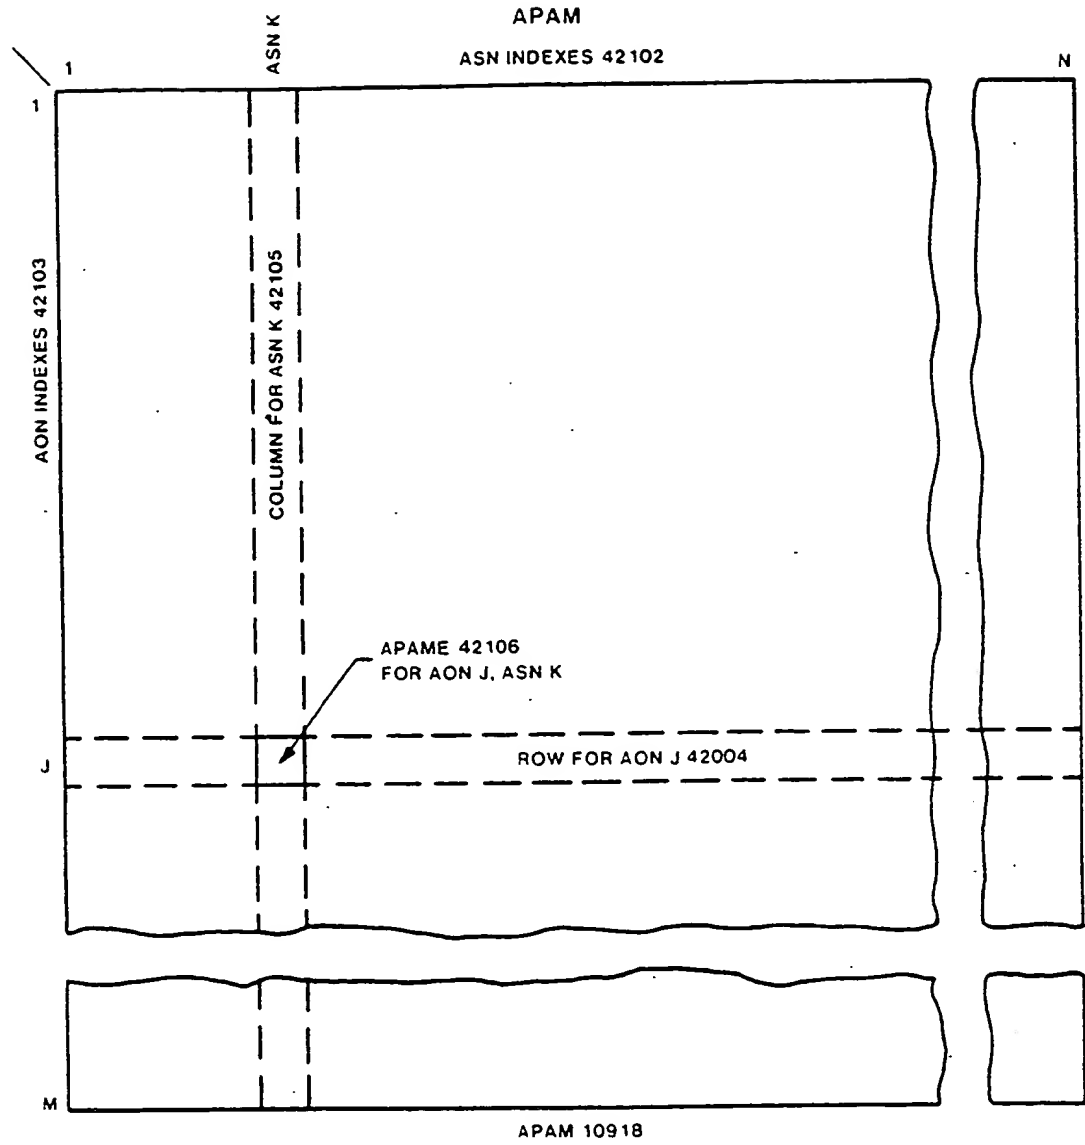 APAM
ASN K
ASN INDEXES 42102
1
N
1
AON INDEXES 42103
COLUMN FOR ASN K 42105
APAME 42106
FOR AON J, ASN K
J
ROW FOR AON J 42004
M
APAM 10918